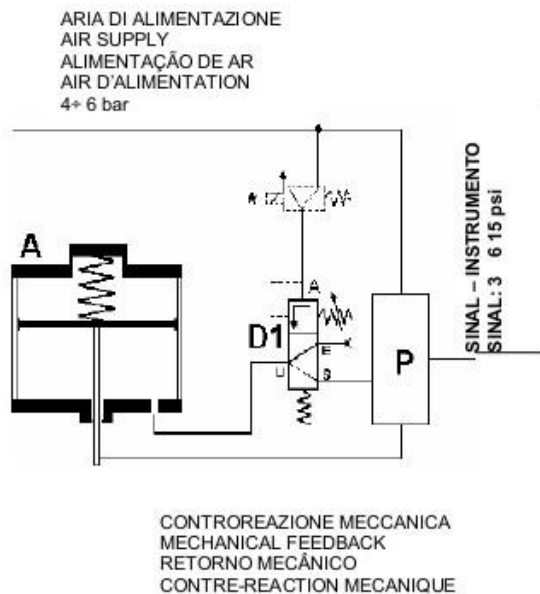 ARIA DI ALIMENTAZIONE
AIR SUPPLY
ALIMENTAÇÃO DE AR
AIR D'ALIMENTATION
4÷ 6 bar
SINAL – INSTRUMENTO
SINAL: 3 6 15 psi
A
A
D1
E
U
S
P
CONTROREAZIONE MECCANICA
MECHANICAL FEEDBACK
RETORNO MECÂNICO
CONTRE-REACTION MECANIQUE